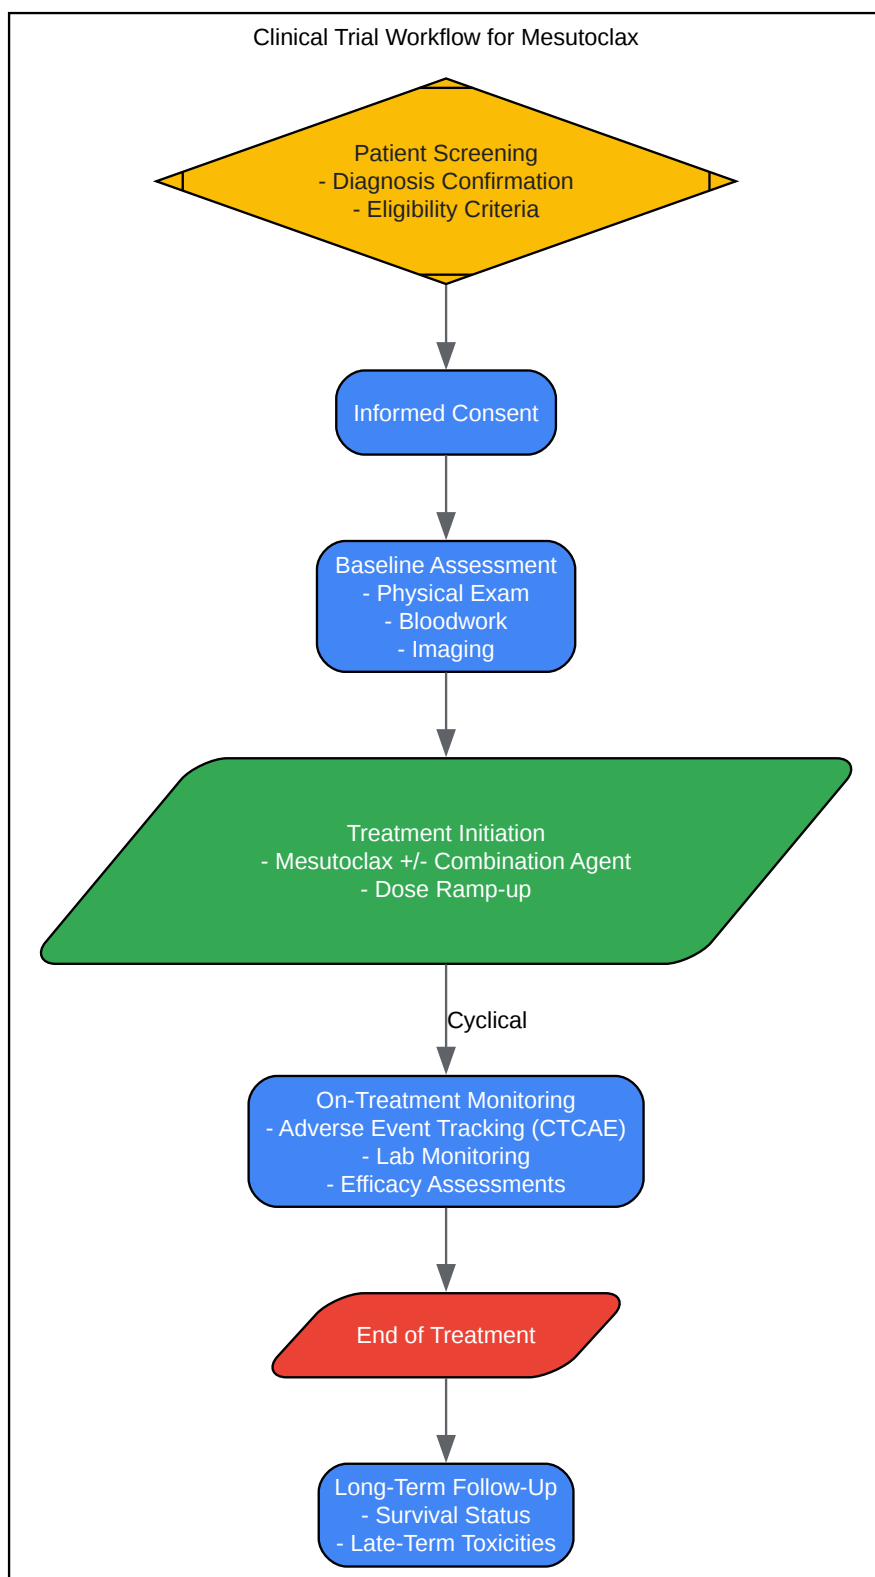 Clinical Trial Workflow for Mesutoclax
Patient Screening
- Diagnosis Confirmation
- Eligibility Criteria
Informed Consent
Baseline Assessment
- Physical Exam
- Bloodwork
- Imaging
Treatment Initiation
- Mesutoclax +/- Combination Agent
- Dose Ramp-up
Cyclical
On-Treatment Monitoring
- Adverse Event Tracking (CTCAE)
- Lab Monitoring
- Efficacy Assessments
End of Treatment
Long-Term Follow-Up
- Survival Status
- Late-Term Toxicities